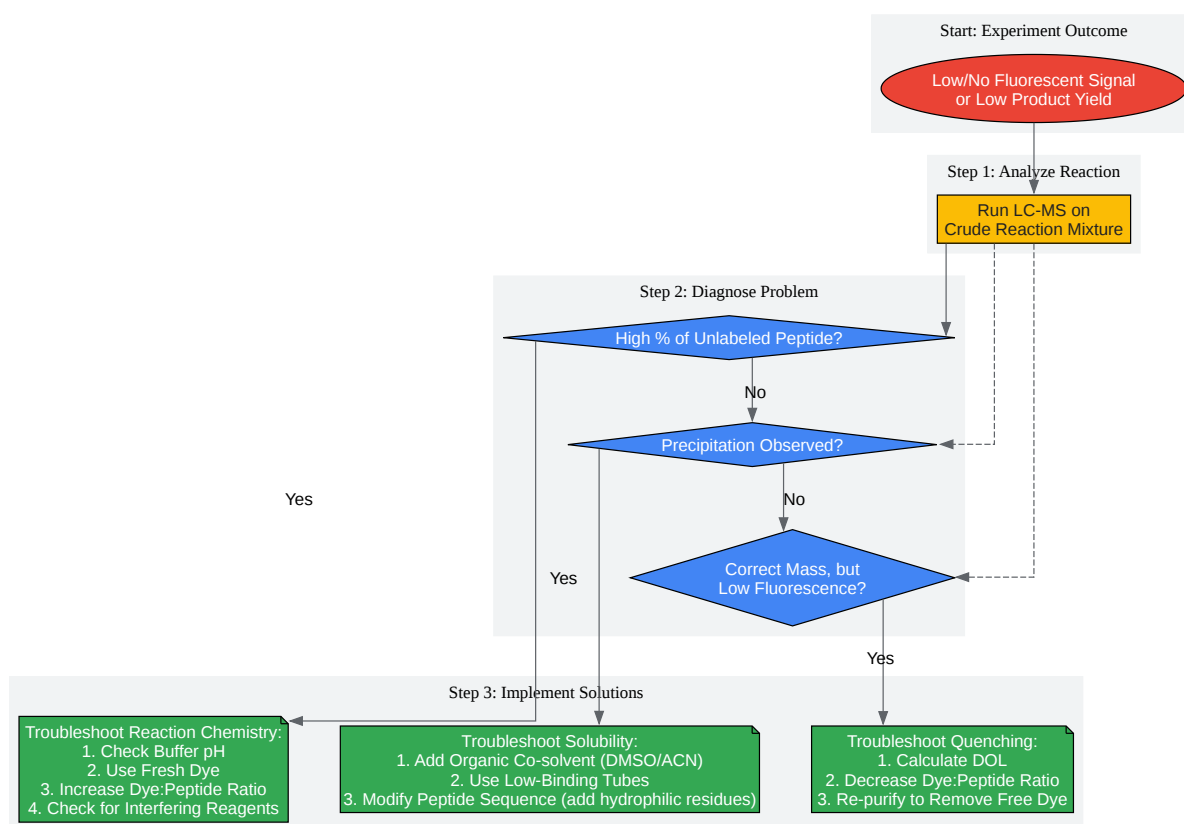 Start: Experiment Outcome
Low/No Fluorescent Signal
or Low Product Yield
Step 1: Analyze Reaction
Run LC-MS on
Crude Reaction Mixture
Step 2: Diagnose Problem
High % of Unlabeled Peptide?
No
Precipitation Observed?
Yes
No
Correct Mass, but
Low Fluorescence?
Yes
Yes
Step 3: Implement Solutions
Troubleshoot Reaction Chemistry:
1. Check Buffer pH
2. Use Fresh Dye
3. Increase Dye:Peptide Ratio
4. Check for Interfering Reagents
Troubleshoot Solubility:
1. Add Organic Co-solvent (DMSO/ACN)
2. Use Low-Binding Tubes
3. Modify Peptide Sequence (add hydrophilic residues)
Troubleshoot Quenching:
1. Calculate DOL
2. Decrease Dye:Peptide Ratio
3. Re-purify to Remove Free Dye